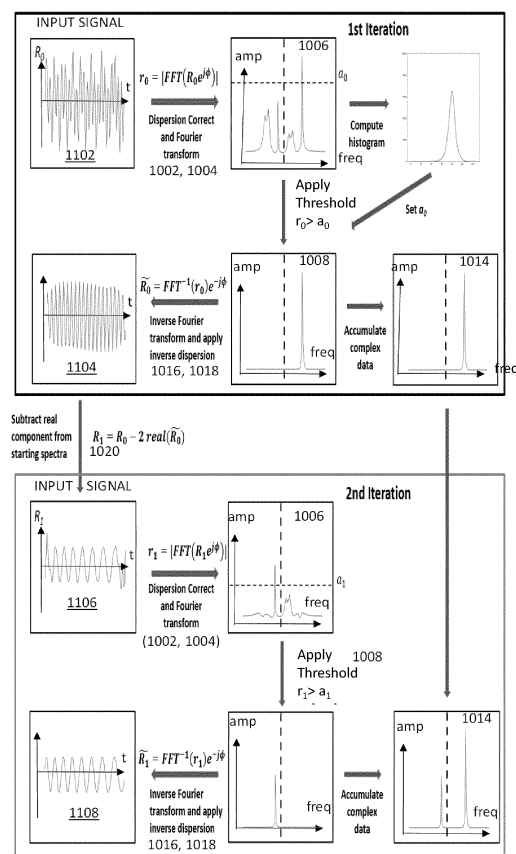 INPUT SIGNAL
1st Iteration
R0
t
1102
r0 = |FFT(R0e^jϕ)|
Dispersion Correct
and Fourier
transform
1002, 1004
amp
1006
a0
freq
Compute
histogram
Apply
Threshold
r0> a0
Set a0
t
1104
R̃0 = FFT⁻¹(r0)e^-jϕ
Inverse Fourier
transform and apply
inverse dispersion
1016, 1018
amp
1008
freq
Accumulate
complex
data
amp
1014
freq
Subtract real
component from
starting spectra
R1 = R0 − 2 real(R̃0)
1020
INPUT SIGNAL
2nd Iteration
R1
t
1106
r1 = |FFT(R1e^jϕ)|
Dispersion Correct
and Fourier
transform
(1002, 1004)
amp
1006
a1
freq
Apply
1008
Threshold
r1> a1
t
1108
R̃1 = FFT⁻¹(r1)e^-jϕ
Inverse Fourier
transform and apply
inverse dispersion
1016, 1018
amp
freq
Accumulate
complex
data
amp
1014
freq